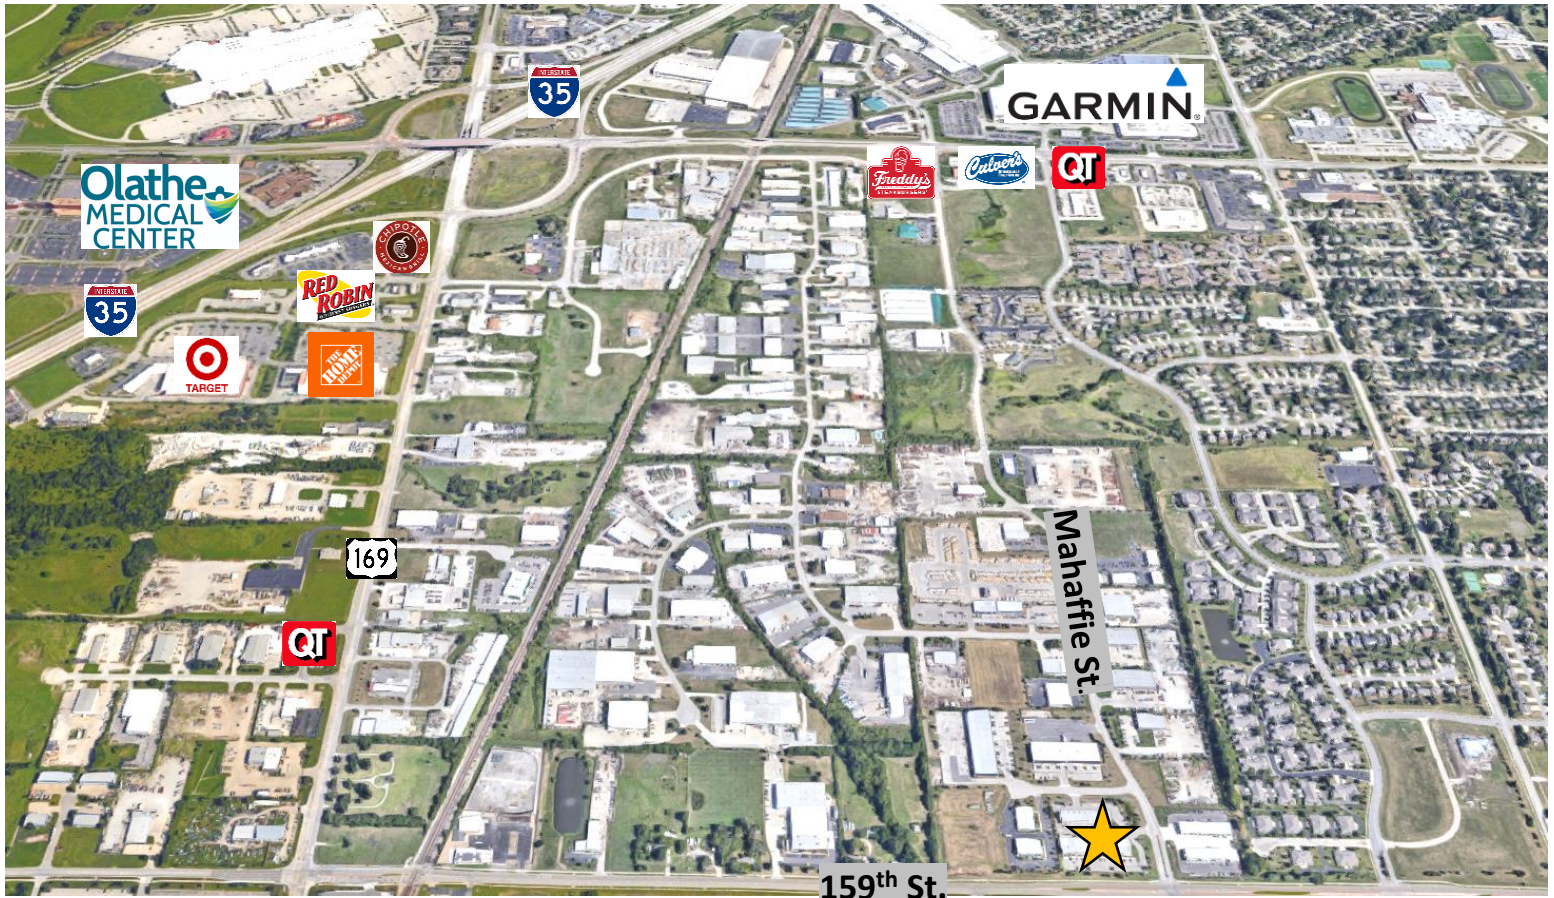 INTERSTATE
35
GARMIN
Olathe
MEDICAL
CENTER
Freddy's
STEAKBURGERS
Culver's
QT
CHIPOTLE
MEXICAN GRILL
RED
ROBIN
INTERSTATE
35
TARGET
THE
HOME
DEPOT
169
Mahaffie St.
QT
159th St.